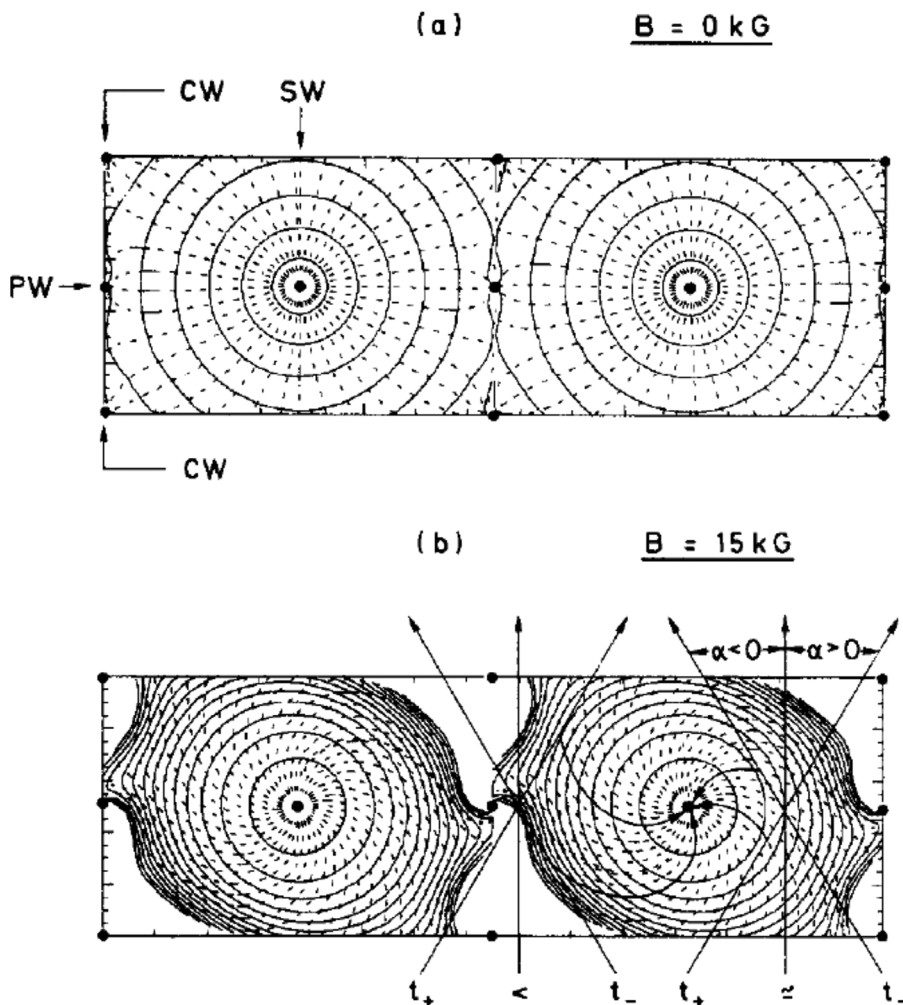 (a) B = 0 kG
CW SW
PW
CW
(b) B = 15 kG
α<0 α>0
t₊ < t₋ t₊ ≈ t₋